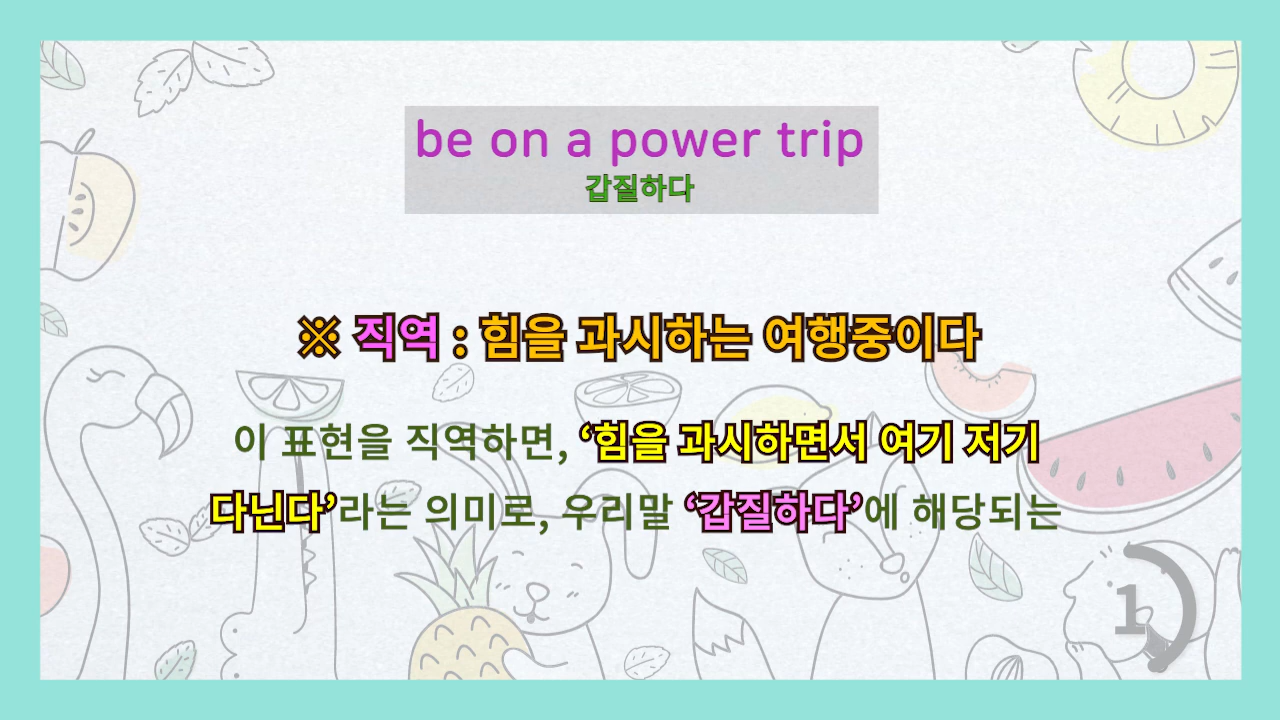 be on a power trip
갑질하다
※ 직역 : 힘을 과시하는 여행중이다
이 표현을 직역하면, ‘힘을 과시하면서 여기 저기
다닌다’라는 의미로, 우리말 ‘갑질하다’에 해당되는
1